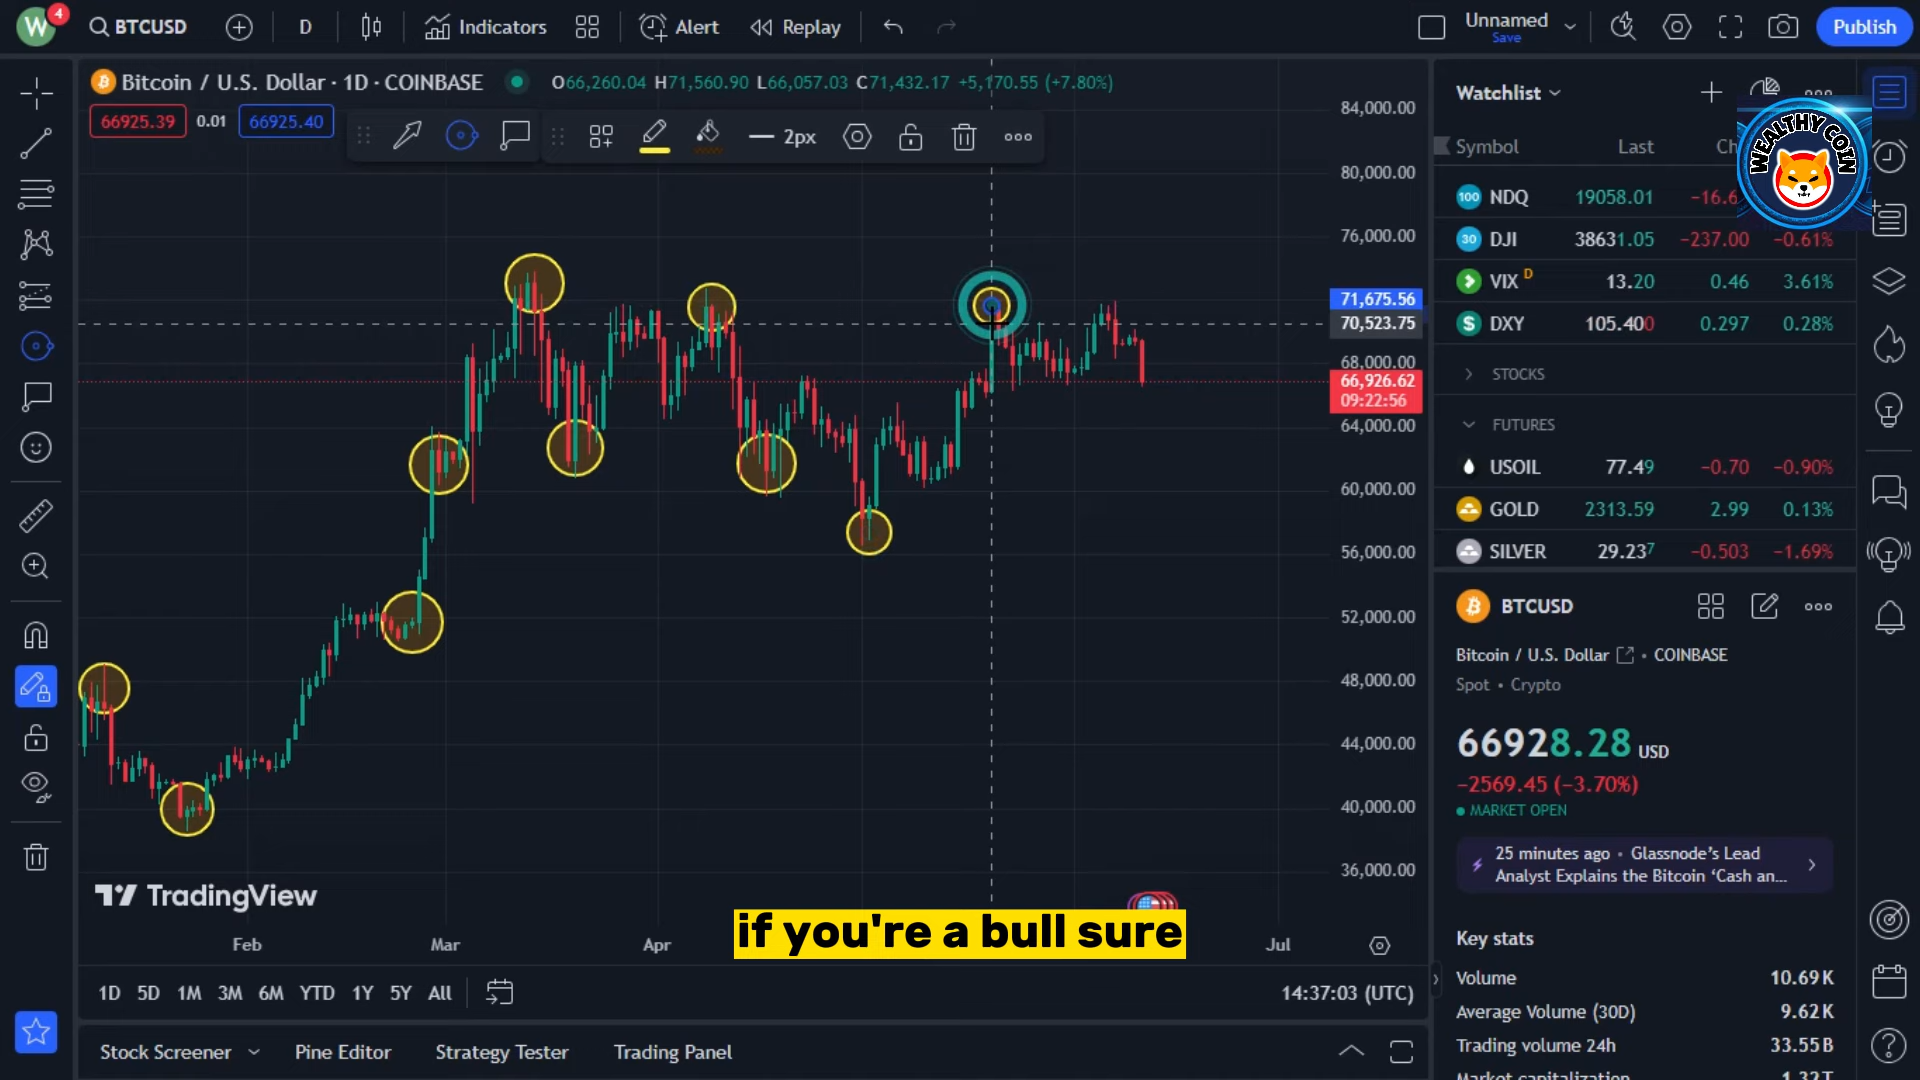 W 4 BTCUSD D Indicators Alert Replay Unnamed Save Publish
Bitcoin / U.S. Dollar · 1D · COINBASE O66,260.04 H71,560.90 L66,057.03 C71,432.17 +5,170.55 (+7.80%)
66925.39 0.01 66925.40
2px
84,000.00
80,000.00
76,000.00
71,675.56
70,523.75
68,000.00
66,926.62
09:22:56
64,000.00
60,000.00
56,000.00
52,000.00
48,000.00
44,000.00
40,000.00
36,000.00
TradingView
if you're a bull sure
Feb Mar Apr Jul
1D 5D 1M 3M 6M YTD 1Y 5Y All 14:37:03 (UTC)
Stock Screener Pine Editor Strategy Tester Trading Panel
Watchlist
WEALTHY COIN
Symbol Last
100 NDQ 19058.01
30 DJI 38631.05 −237.00 −0.61%
VIX D 13.20 0.46 3.61%
$ DXY 105.400 0.297 0.28%
STOCKS
FUTURES
USOIL 77.49 −0.70 −0.90%
GOLD 2313.59 2.99 0.13%
SILVER 29.237 −0.503 −1.69%
BTCUSD
Bitcoin / U.S. Dollar • COINBASE
Spot • Crypto
66928.28 USD
−2569.45 (−3.70%)
MARKET OPEN
25 minutes ago • Glassnode's Lead
Analyst Explains the Bitcoin 'Cash an...
Key stats
Volume 10.69K
Average Volume (30D) 9.62K
Trading volume 24h 33.55B
Market capitalization 1.32T